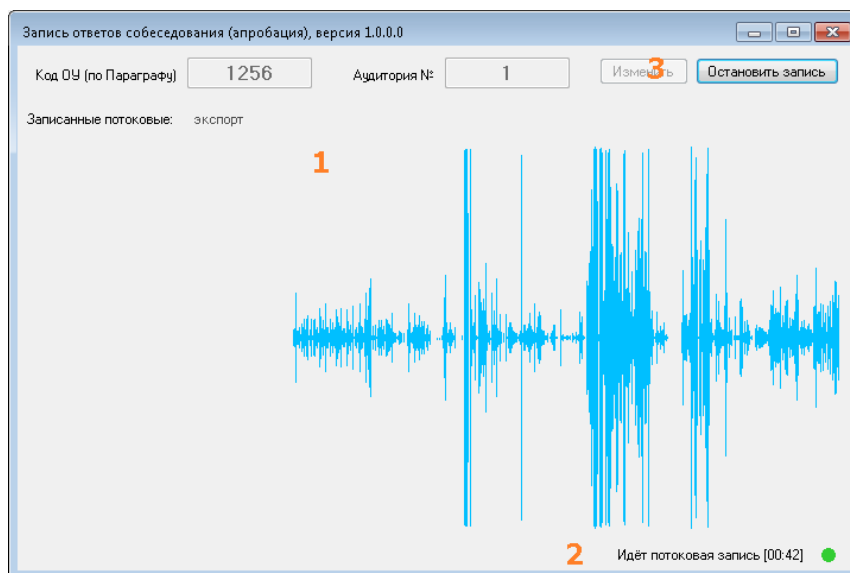 Запись ответов собеседования (апробация), версия 1.0.0.0
Код ОУ (по Параграфу) 1256 Аудитория № 1 Изменить 3 Остановить запись
Записанные потоковые: экспорт
1
2 Идёт потоковая запись [00:42]